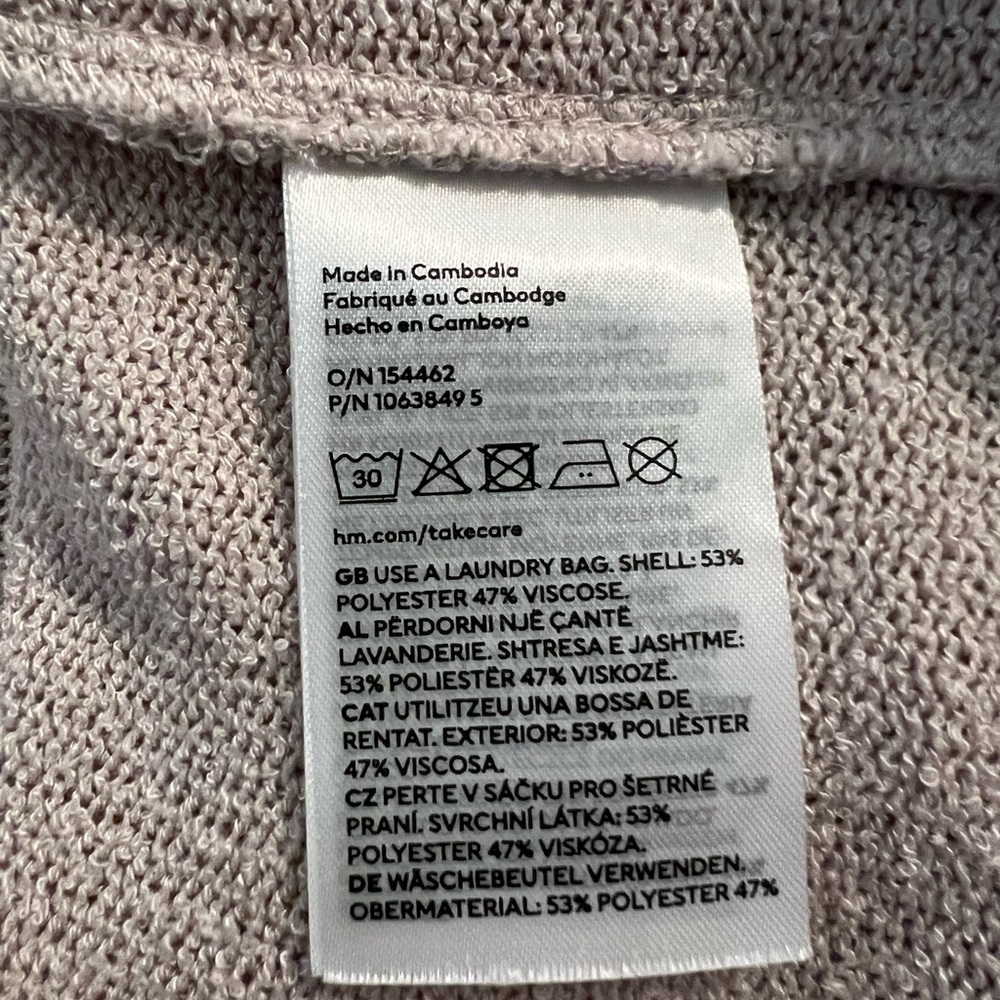 Made in Cambodia
Fabriqué au Cambodge
Hecho en Camboya
O/N 154462
P/N 1063849 5
30
hm.com/takecare
GB USE A LAUNDRY BAG. SHELL: 53%
POLYESTER 47% VISCOSE.
AL PËRDORNI NJË ÇANTË
LAVANDERIE. SHTRESA E JASHTME:
53% POLIESTËR 47% VISKOZË.
CAT UTILITZEU UNA BOSSA DE
RENTAT. EXTERIOR: 53% POLIÈSTER
47% VISCOSA.
CZ PERTE V SÁČKU PRO ŠETRNÉ
PRANÍ. SVRCHNÍ LÁTKA: 53%
POLYESTER 47% VISKÓZA.
DE WÄSCHEBEUTEL VERWENDEN.
OBERMATERIAL: 53% POLYESTER 47%